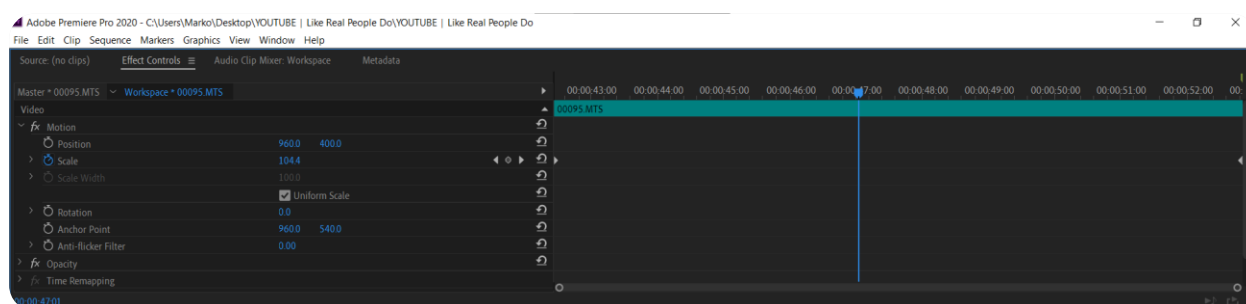 Adobe Premiere Pro 2020 - C:\Users\Marko\Desktop\YOUTUBE | Like Real People Do\YOUTUBE | Like Real People Do
File Edit Clip Sequence Markers Graphics View Window Help
Source: (no clips) Effect Controls Audio Clip Mixer: Workspace Metadata
Master * 00095.MTS Workspace * 00095.MTS 00:00:43:00 00:00:44:00 00:00:45:00 00:00:46:00 00:00:47:00 00:00:48:00 00:00:49:00 00:00:50:00 00:00:51:00 00:00:52:00 00:
Video 00095.MTS
fx Motion
Position 960.0 400.0
Scale 104.4
Scale Width 100.0
Uniform Scale
Rotation 0.0
Anchor Point 960.0 540.0
Anti-flicker Filter 0.00
fx Opacity
fx Time Remapping
00:00:47:01